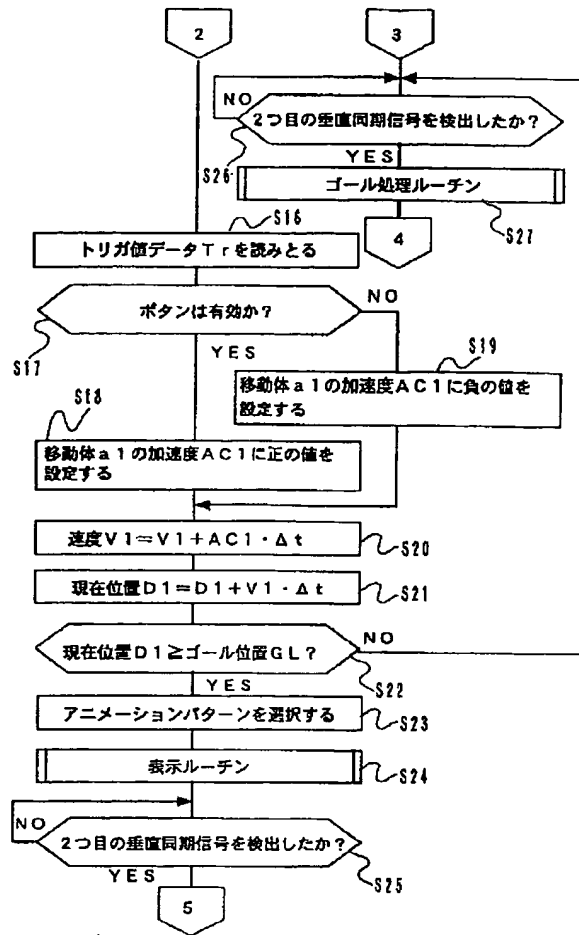 2
3
NO
2つ目の垂直同期信号を検出したか?
YES
S26
ゴール処理ルーチン
S27
4
S16
トリガ値データTrを読みとる
ボタンは有効か?
NO
S17
YES
S19
移動体a1の加速度AC1に負の値を
設定する
S18
移動体a1の加速度AC1に正の値を
設定する
速度V1=V1+AC1・Δt
S20
現在位置D1=D1+V1・Δt
S21
現在位置D1≧ゴール位置GL?
NO
S22
YES
アニメーションパターンを選択する
S23
表示ルーチン
S24
NO
2つ目の垂直同期信号を検出したか?
S25
YES
5